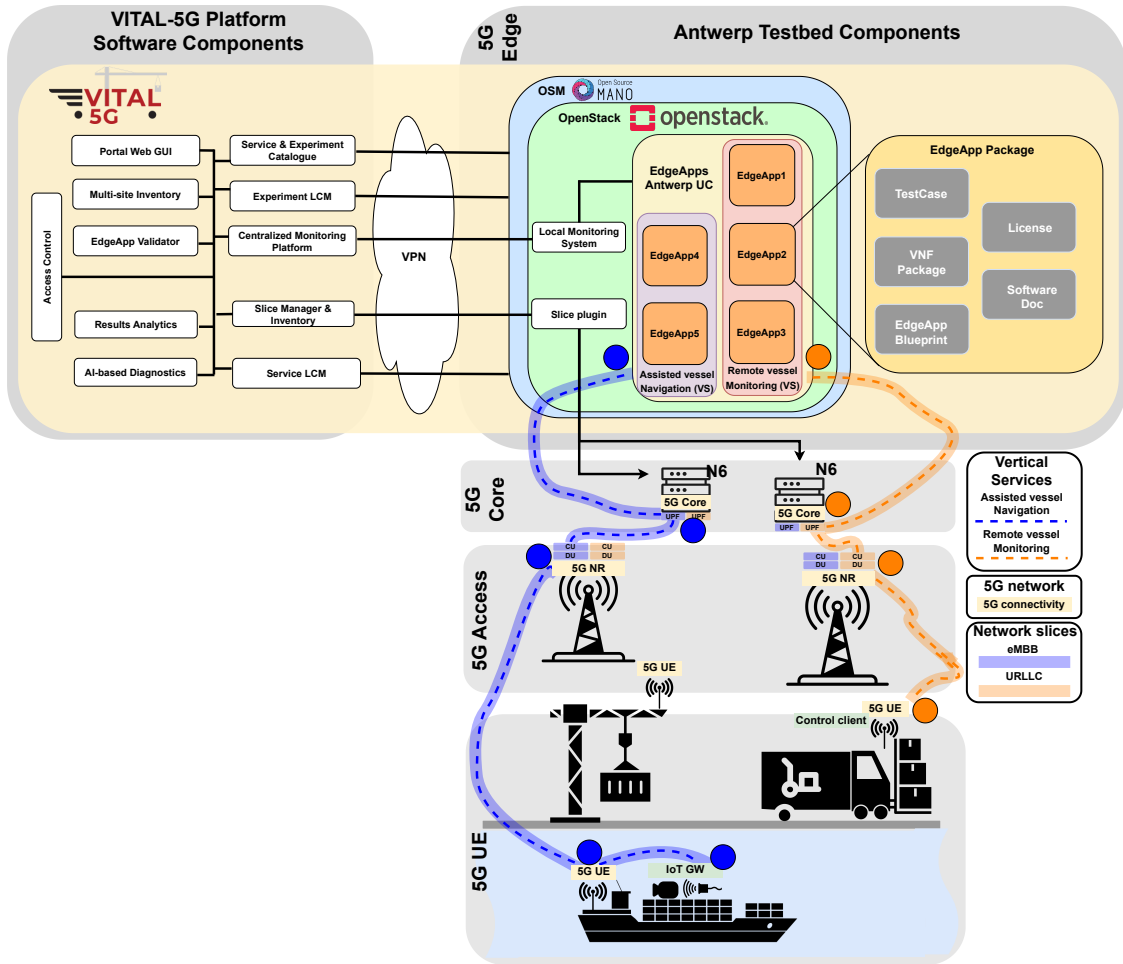 VITAL-5G Platform
Software Components
5G
Edge
Antwerp Testbed Components
VITAL
5G
OSM
Open Source
MANO
OpenStack
openstack.
Portal Web GUI
Multi-site Inventory
EdgeApp Validator
Results Analytics
AI-based Diagnostics
Access Control
Service & Experiment
Catalogue
Experiment LCM
Centralized Monitoring
Platform
Slice Manager &
Inventory
Service LCM
VPN
Local Monitoring
System
Slice plugin
EdgeApps
Antwerp UC
EdgeApp4
EdgeApp5
Assisted vessel
Navigation (VS)
EdgeApp1
EdgeApp2
EdgeApp3
Remote vessel
Monitoring (VS)
EdgeApp Package
TestCase
VNF
Package
EdgeApp
Blueprint
License
Software
Doc
5G
Core
N6
5G Core
UPF
UPF
N6
5G Core
UPF
UPF
5G Access
CU
DU
CU
DU
5G NR
CU
DU
CU
DU
5G NR
5G UE
5G UE
Control client
5G UE
5G UE
IoT GW
Vertical
Services
Assisted vessel
Navigation
Remote vessel
Monitoring
5G network
5G connectivity
Network slices
eMBB
URLLC